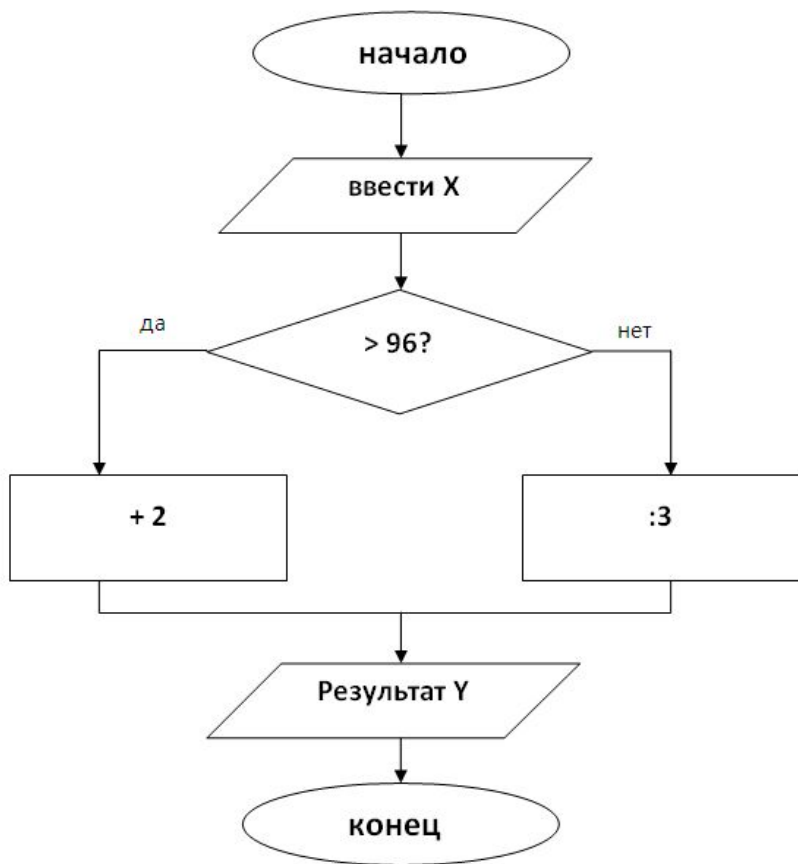 начало
ввести X
> 96?
да
нет
+ 2
:3
Результат Y
конец